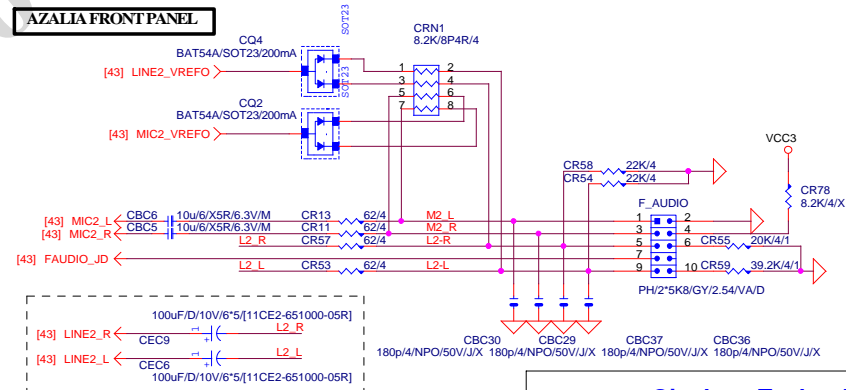 AZALIA FRONT PANEL
SOT23
CQ4
BAT54A/SOT23/200mA
CRN1
8.2K/8P4R/4
[43] LINE2_VREFO
1 2
3 4
5 6
7 8
SOT23
CQ2
BAT54A/SOT23/200mA
[43] MIC2_VREFO
VCC3
CR58 22K/4
CR54 22K/4
CR78
8.2K/4/X
F_AUDIO
[43] MIC2_L CBC6 10u/6/X5R/6.3V/M CR13 62/4 M2_L 1 2
[43] MIC2_R CBC5 10u/6/X5R/6.3V/M CR11 62/4 M2_R 3 4
L2_R CR57 62/4 L2-R 5 6 CR55 20K/4/1
[43] FAUDIO_JD 7
L2_L CR53 62/4 L2-L 9 10 CR59 39.2K/4/1
PH/2*5K8/GY/2.54/VA/D
100uF/D/10V/6*5/[11CE2-651000-05R]
[43] LINE2_R 1 + L2_R
CEC9
[43] LINE2_L 1 + L2_L
CEC6
100uF/D/10V/6*5/[11CE2-651000-05R]
CBC30 CBC29 CBC37 CBC36
180p/4/NPO/50V/J/X 180p/4/NPO/50V/J/X 180p/4/NPO/50V/J/X 180p/4/NPO/50V/J/X